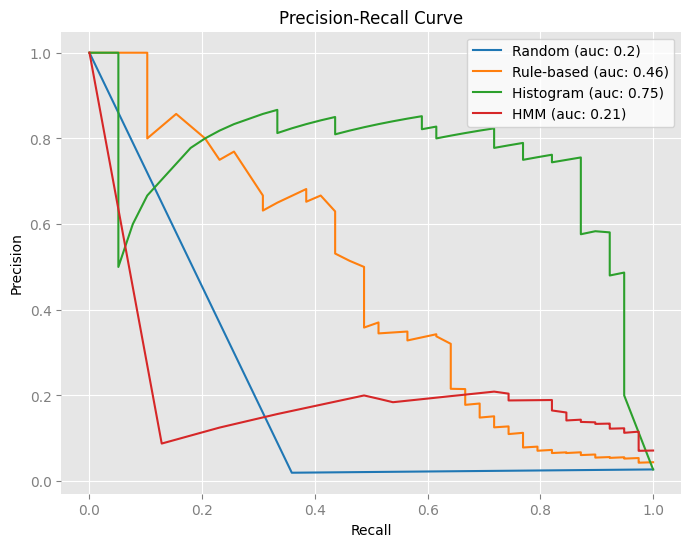 Precision-Recall Curve
Random (auc: 0.2)
Rule-based (auc: 0.46)
Histogram (auc: 0.75)
HMM (auc: 0.21)
Precision
1.0
0.8
0.6
0.4
0.2
0.0
0.0 0.2 0.4 0.6 0.8 1.0
Recall